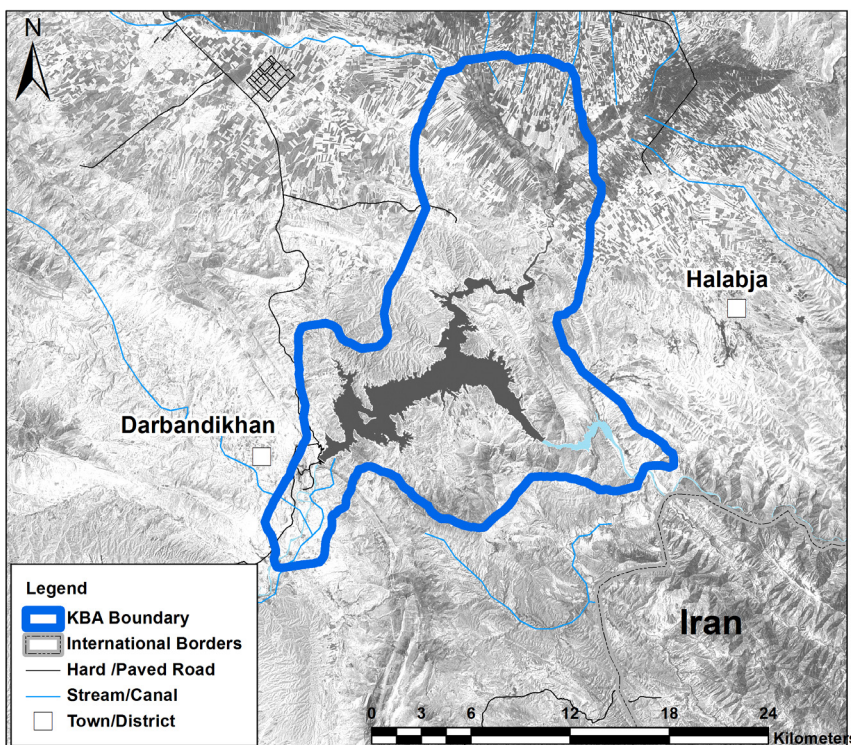 N
Halabja
Darbandikhan
Iran
Legend
KBA Boundary
International Borders
Hard /Paved Road
Stream/Canal
Town/District
0 3 6 12 18 24
Kilometers